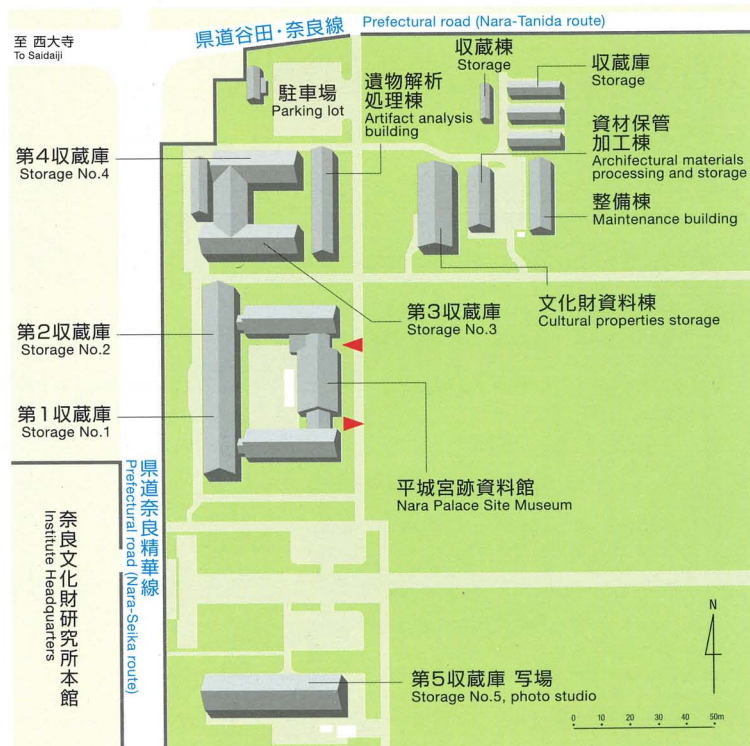 県道谷田・奈良線
Prefectural road (Nara-Tanida route)
至 西大寺
To Saidaiji
収蔵棟
Storage
収蔵庫
Storage
駐車場
Parking lot
遺物解析
処理棟
Artifact analysis
building
資材保管
加工棟
Archifectural materials
processing and storage
第4収蔵庫
Storage No.4
整備棟
Maintenance building
第3収蔵庫
Storage No.3
文化財資料棟
Cultural properties storage
第2収蔵庫
Storage No.2
第1収蔵庫
Storage No.1
平城宮跡資料館
Nara Palace Site Museum
県道奈良精華線
Prefectural road (Nara-Seika route)
奈良文化財研究所本館
Institute Headquarters
第5収蔵庫 写場
Storage No.5, photo studio
N
0 10 20 30 40 50m